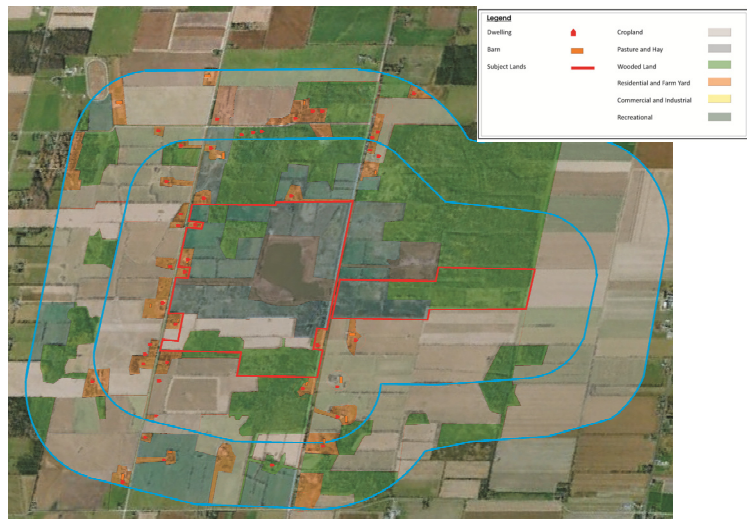 Legend
Dwelling
Cropland
Barn
Pasture and Hay
Subject Lands
Wooded Land
Residential and Farm Yard
Commercial and Industrial
Recreational